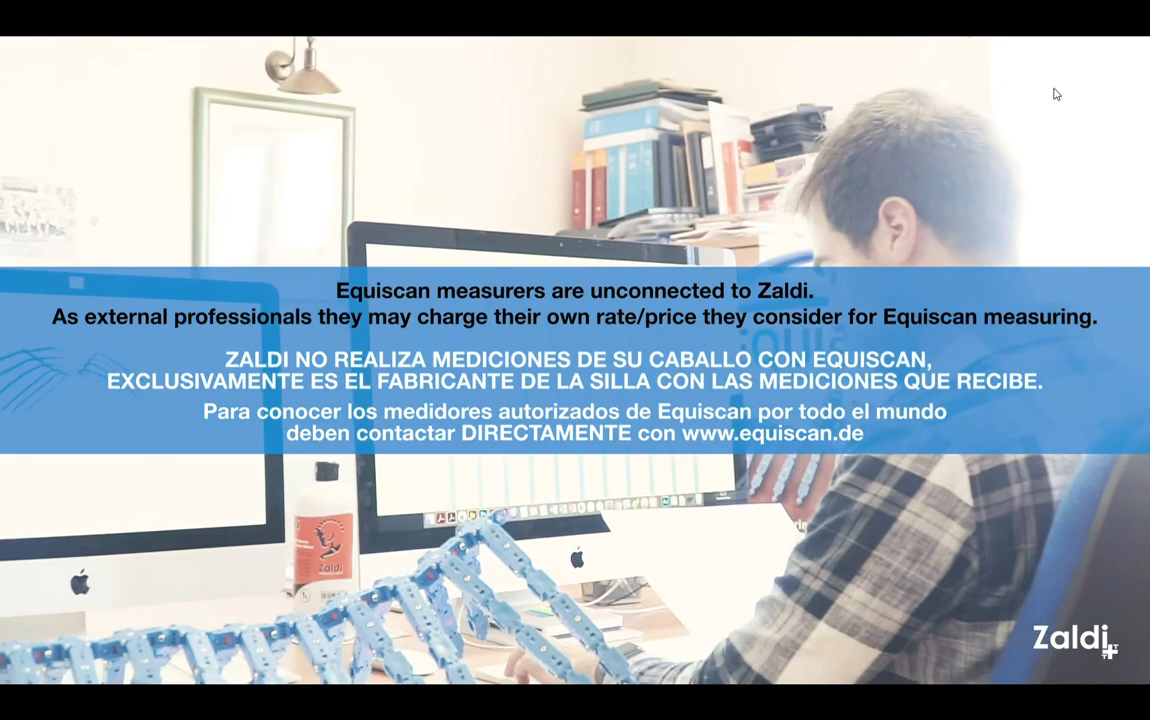 Equiscan measurers are unconnected to Zaldi.
As external professionals they may charge their own rate/price they consider for Equiscan measuring.
ZALDI NO REALIZA MEDICIONES DE SU CABALLO CON EQUISCAN,
EXCLUSIVAMENTE ES EL FABRICANTE DE LA SILLA CON LAS MEDICIONES QUE RECIBE.
Para conocer los medidores autorizados de Equiscan por todo el mundo
deben contactar DIRECTAMENTE con www.equiscan.de
Zaldi
Zaldi